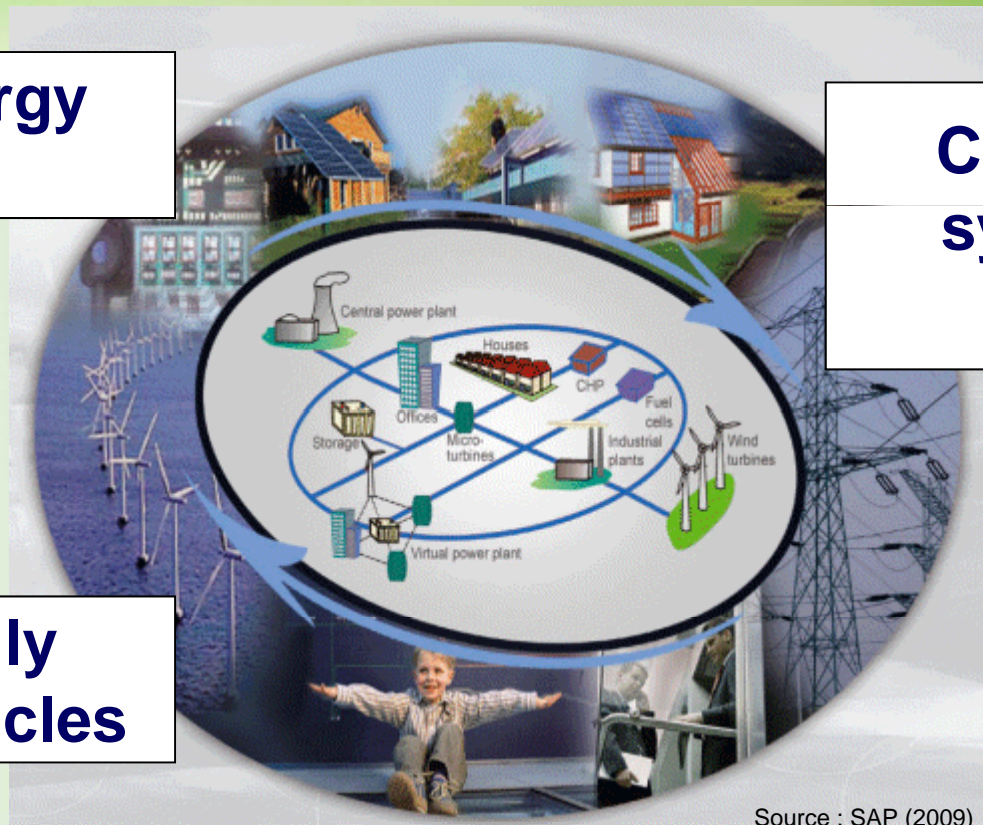 rgy
C
sy
Central power plant
Houses
CHP
Offices
Fuel
cells
Storage
Micro-
turbines
Industrial
plants
Wind
turbines
Virtual power plant
ly
cles
Source : SAP (2009)